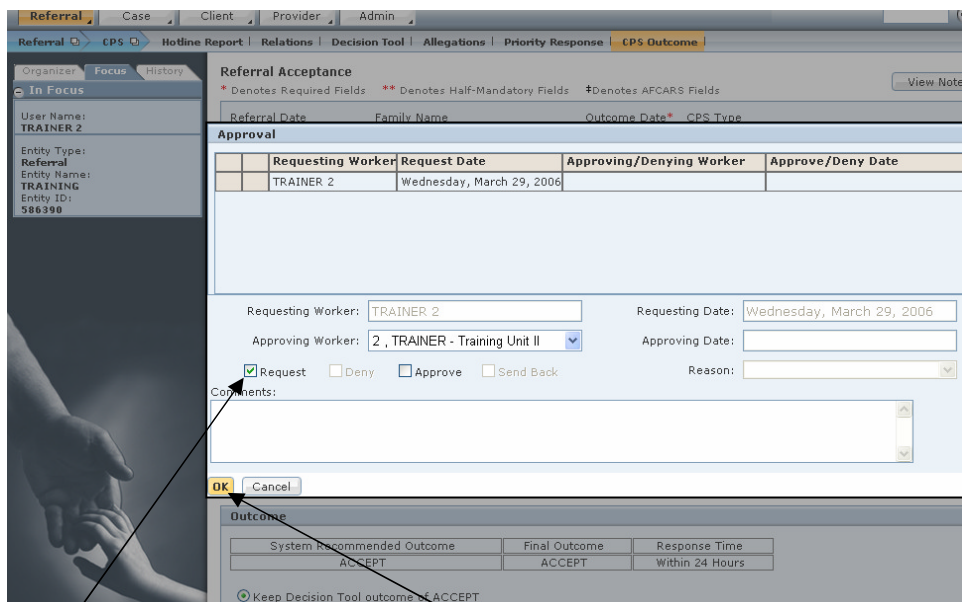 Referral Case Client Provider Admin
Referral CPS Hotline Report | Relations | Decision Tool | Allegations | Priority Response | CPS Outcome |
Organizer Focus History
In Focus
User Name:
TRAINER 2
Entity Type:
Referral
Entity Name:
TRAINING
Entity ID:
586390
Referral Acceptance
* Denotes Required Fields ** Denotes Half-Mandatory Fields ‡Denotes AFCARS Fields
View Note
Referral Date Family Name Outcome Date* CPS Type
Approval
Requesting Worker Request Date Approving/Denying Worker Approve/Deny Date
TRAINER 2 Wednesday, March 29, 2006
Requesting Worker: TRAINER 2 Requesting Date: Wednesday, March 29, 2006
Approving Worker: 2 , TRAINER - Training Unit II Approving Date:
Request Deny Approve Send Back Reason:
Comments:
OK Cancel
Outcome
System Recommended Outcome Final Outcome Response Time
ACCEPT ACCEPT Within 24 Hours
Keep Decision Tool outcome of ACCEPT